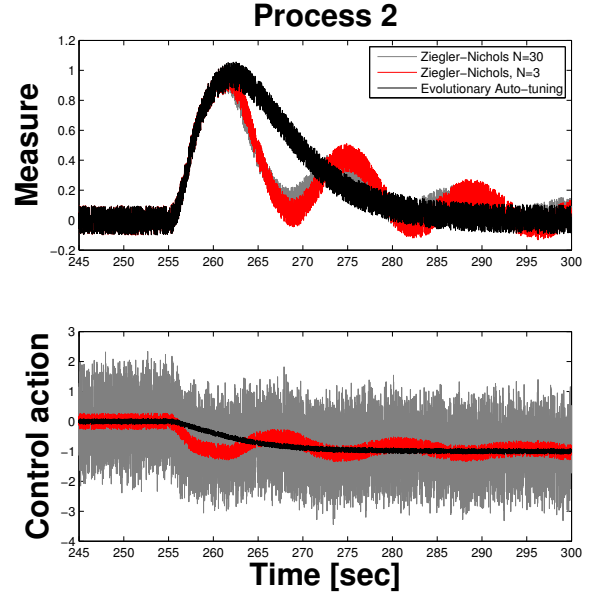 Process 2
1.2
1
0.8
0.6
0.4
0.2
0
−0.2
Measure
Ziegler−Nichols N=30
Ziegler−Nichols, N=3
Evolutionary Auto−tuning
245 250 255 260 265 270 275 280 285 290 295 300
3
2
1
0
−1
−2
−3
−4
Control action
245 250 255 260 265 270 275 280 285 290 295 300
Time [sec]